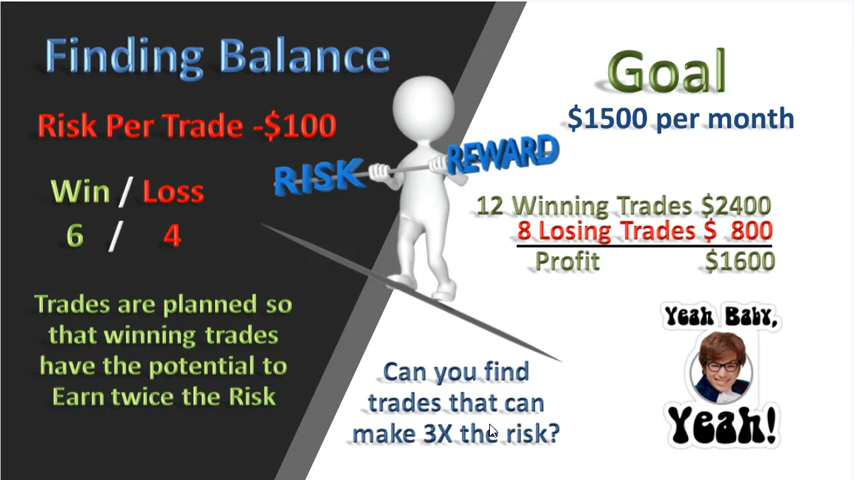 Finding Balance
Risk Per Trade -$100
Win / Loss
6 / 4
Trades are planned so
that winning trades
have the potential to
Earn twice the Risk
RISK
REWARD
Goal
$1500 per month
12 Winning Trades $2400
8 Losing Trades $ 800
Profit $1600
Can you find
trades that can
make 3X the risk?
Yeah Baby,
Yeah!